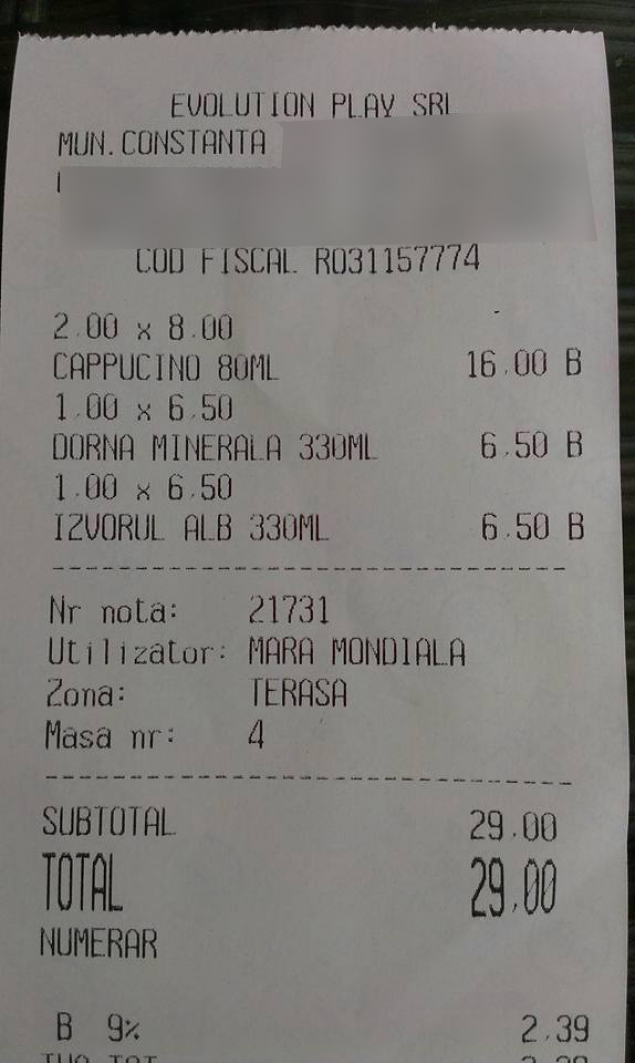 EVOLUTION PLAY SRL
MUN.CONSTANTA
COD FISCAL RO31157774
2.00 x 8.00
CAPPUCINO 80ML 16.00 B
1.00 x 6.50
DORNA MINERALA 330ML 6.50 B
1.00 x 6.50
IZVORUL ALB 330ML 6.50 B
Nr nota: 21731
Utilizator: MARA MONDIALA
Zona: TERASA
Masa nr: 4
SUBTOTAL 29.00
TOTAL 29,00
NUMERAR
B 9% 2.39